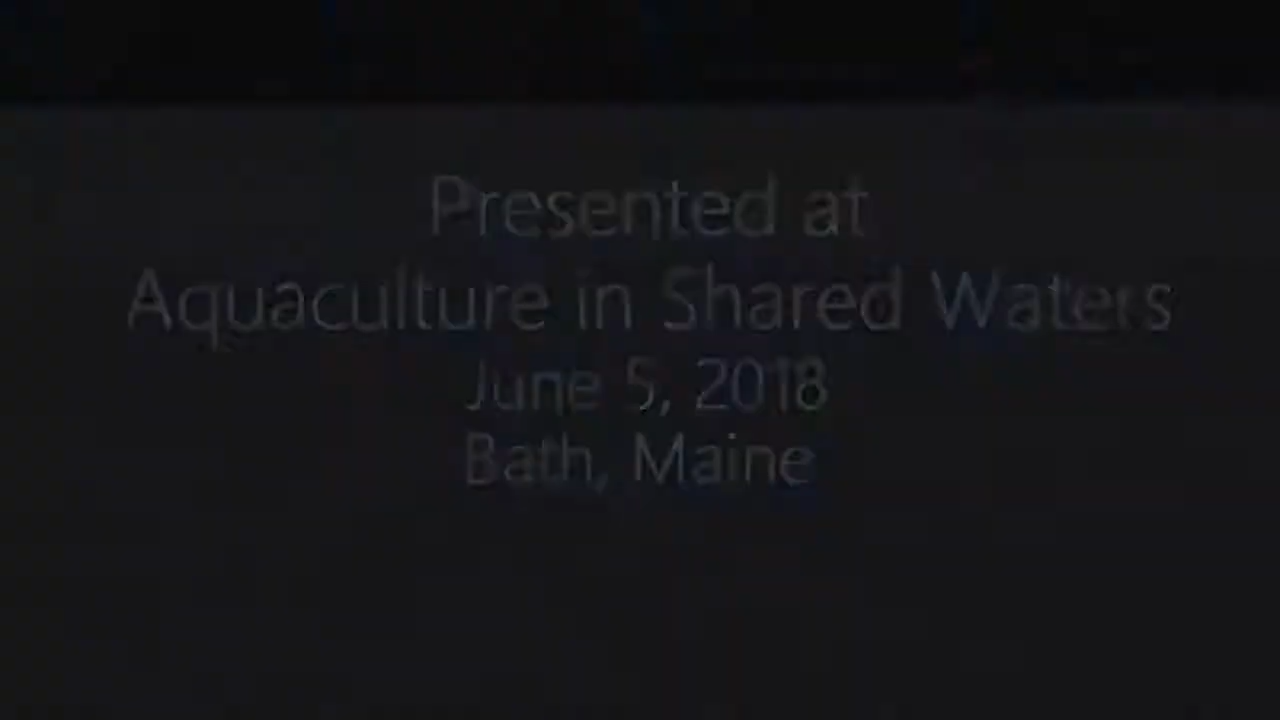 Presented at
Aquaculture in Shared Waters
June 5, 2018
Bath, Maine